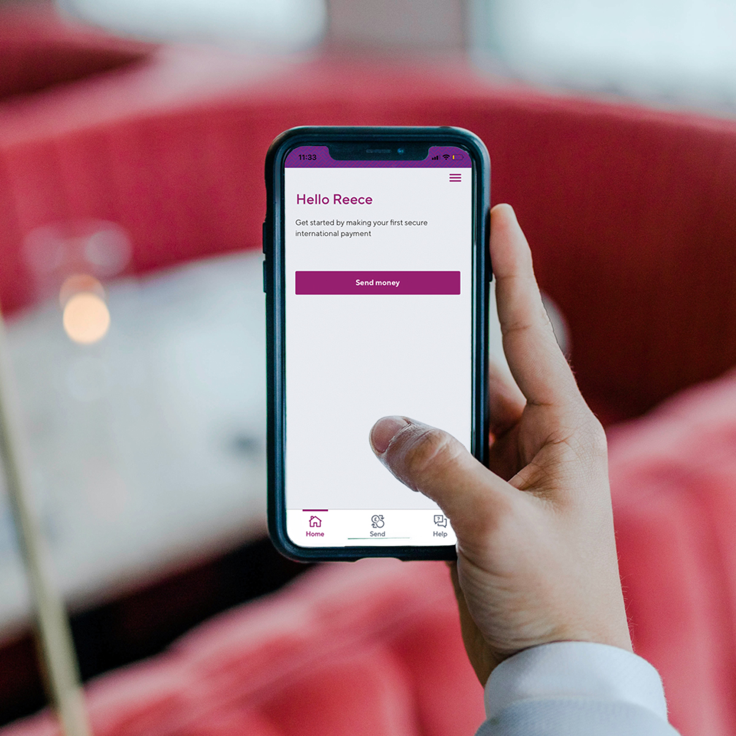 11:33
Hello Reece
Get started by making your first secure
international payment
Send money
Home
Send
Help